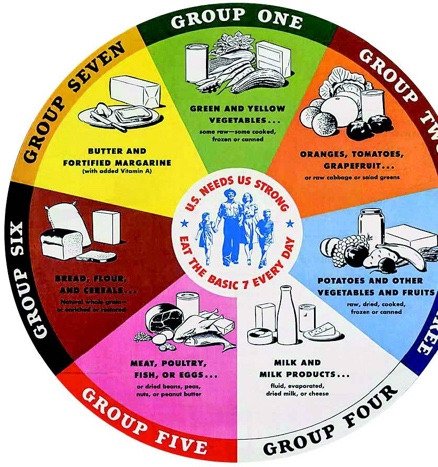 GROUP ONE
GREEN AND YELLOW
VEGETABLES...
some raw—some cooked,
frozen or canned
GROUP
ORANGES, TOMATOES,
GRAPEFRUIT...
or raw cabbage or salad greens
POTATOES AND OTHER
VEGETABLES AND FRUITS
raw, dried, cooked,
frozen or canned
GROUP FOUR
MILK AND
MILK PRODUCTS...
fluid, evaporated,
dried milk, or cheese
GROUP FIVE
MEAT, POULTRY,
FISH, OR EGGS...
or dried beans, peas,
nuts, or peanut butter
GROUP SIX
BREAD, FLOUR,
AND CEREALS...
Natural whole grain—
or enriched or restored
GROUP SEVEN
BUTTER AND
FORTIFIED MARGARINE
(with added Vitamin A)
U.S. NEEDS US STRONG
EAT THE BASIC 7 EVERY DAY